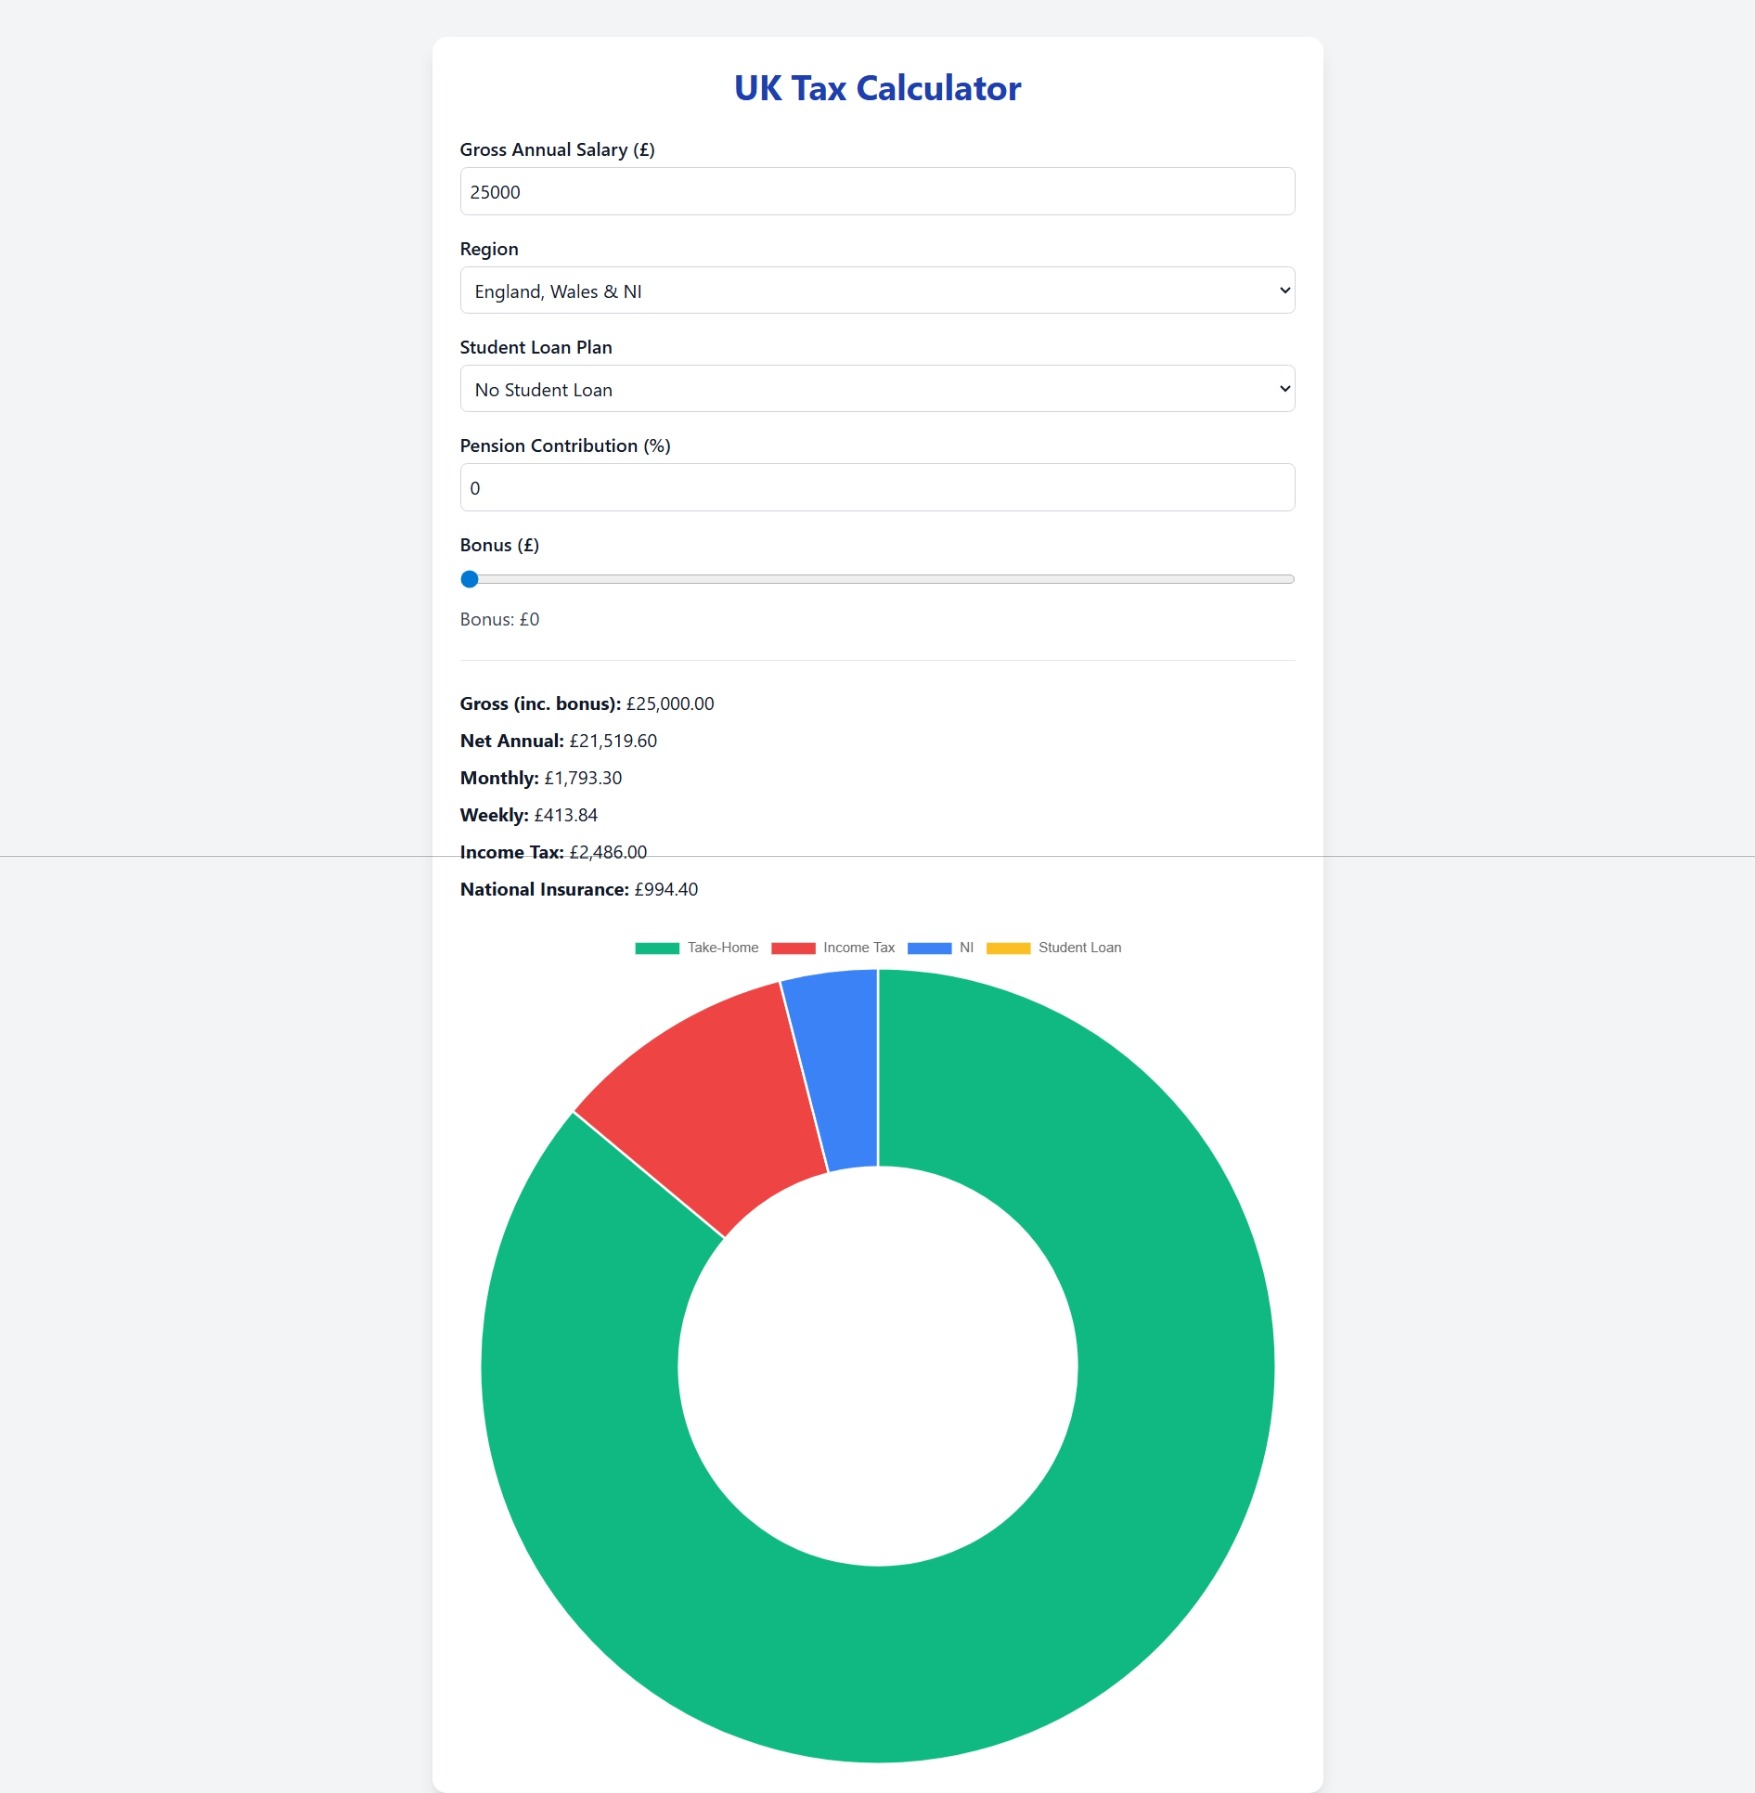 UK Tax Calculator
Gross Annual Salary (£)
25000
Region
England, Wales & NI
Student Loan Plan
No Student Loan
Pension Contribution (%)
0
Bonus (£)
Bonus: £0
Gross (inc. bonus): £25,000.00
Net Annual: £21,519.60
Monthly: £1,793.30
Weekly: £413.84
Income Tax: £2,486.00
National Insurance: £994.40
Take-Home Income Tax NI Student Loan